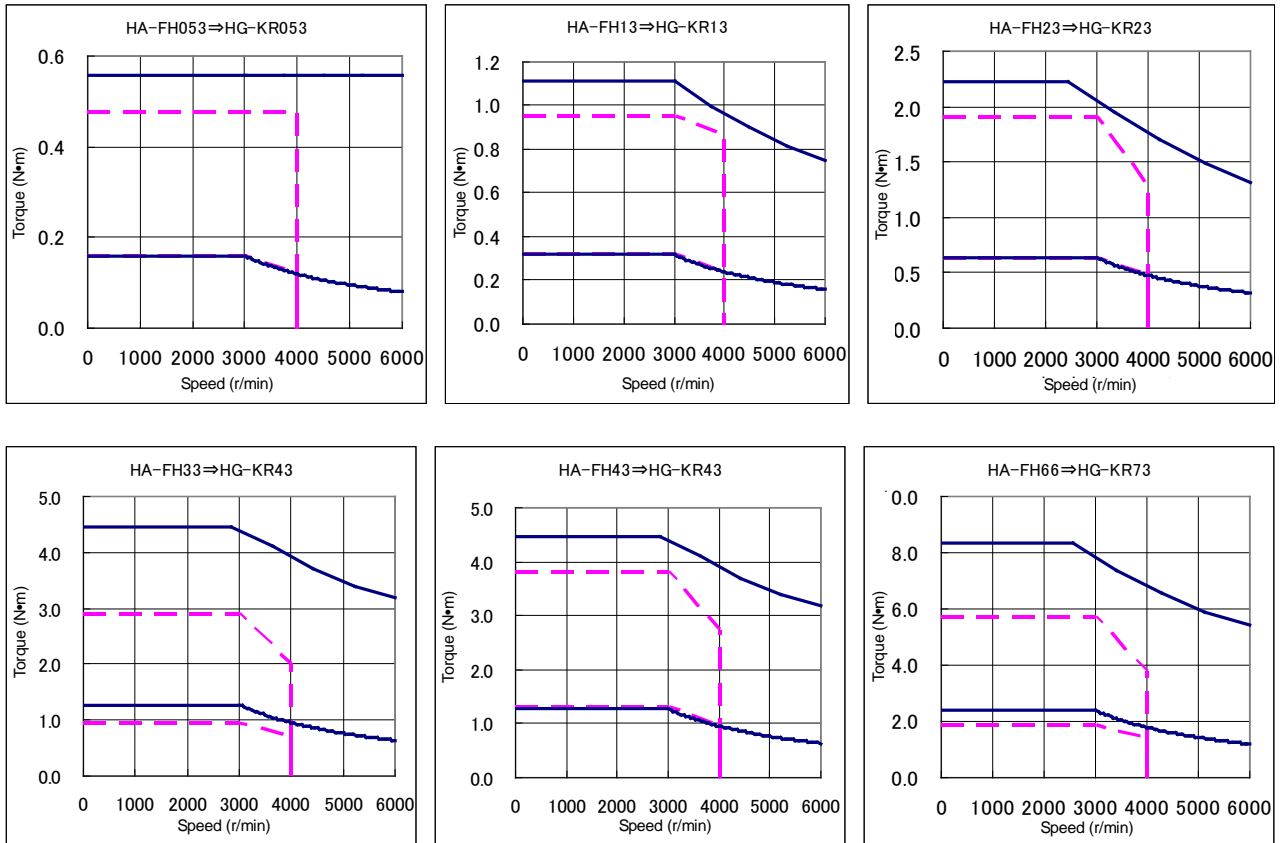 HA-FH053⇒HG-KR053
0.6
0.4
0.2
0.0
Torque (N•m)
0 1000 2000 3000 4000 5000 6000
Speed (r/min)
HA-FH13⇒HG-KR13
1.2
1.0
0.8
0.6
0.4
0.2
0.0
Torque (N•m)
0 1000 2000 3000 4000 5000 6000
Speed (r/min)
HA-FH23⇒HG-KR23
2.5
2.0
1.5
1.0
0.5
0.0
Torque (N•m)
0 1000 2000 3000 4000 5000 6000
Speed (r/min)
HA-FH33⇒HG-KR43
5.0
4.0
3.0
2.0
1.0
0.0
Torque (N•m)
0 1000 2000 3000 4000 5000 6000
Speed (r/min)
HA-FH43⇒HG-KR43
5.0
4.0
3.0
2.0
1.0
0.0
Torque (N•m)
0 1000 2000 3000 4000 5000 6000
Speed (r/min)
HA-FH66⇒HG-KR73
0.0
8.0
6.0
4.0
2.0
0.0
Torque (N•m)
0 1000 2000 3000 4000 5000 6000
Speed (r/min)